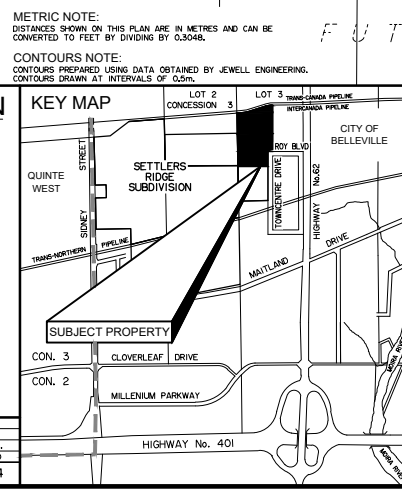 METRIC NOTE:
DISTANCES SHOWN ON THIS PLAN ARE IN METRES AND CAN BE
CONVERTED TO FEET BY DIVIDING BY 0.3048.
F U T
CONTOURS NOTE:
CONTOURS PREPARED USING DATA OBTAINED BY JEWELL ENGINEERING.
CONTOURS DRAWN AT INTERVALS OF 0.5m.
KEY MAP
LOT 2
CONCESSION 3
LOT 3
TRANS-CANADA PIPELINE
INTERCANADA PIPELINE
CITY OF
BELLEVILLE
ROY BLVD
QUINTE
WEST
SIDNEY STREET
SETTLERS
RIDGE
SUBDIVISION
TOWNCENTRE DRIVE
HIGHWAY No.62
TRANS-NORTHERN PIPELINE
MAITLAND DRIVE
SUBJECT PROPERTY
CON. 3
CLOVERLEAF DRIVE
CON. 2
MILLENIUM PARKWAY
MOIRA RIVER
HIGHWAY No. 401
MOIRA RIVER